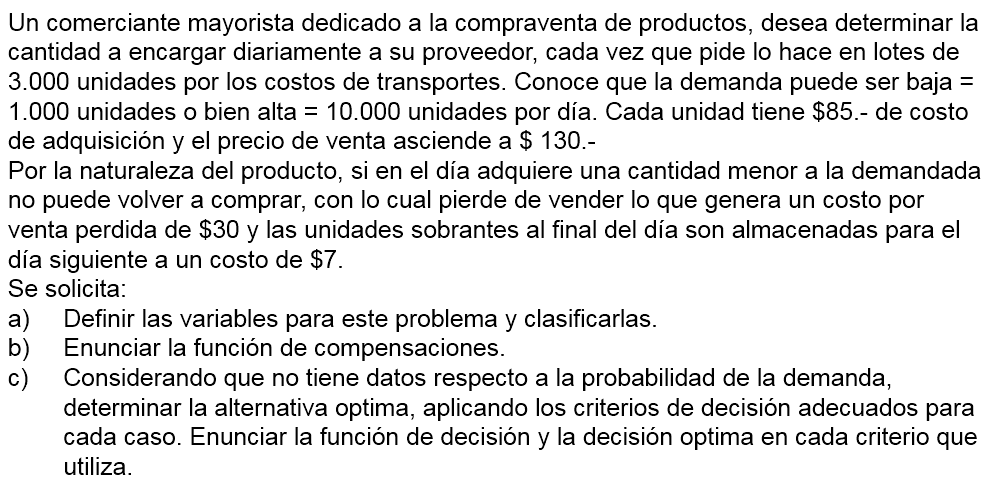 Un comerciante mayorista dedicado a la compraventa de productos, desea determinar la
cantidad a encargar diariamente a su proveedor, cada vez que pide lo hace en lotes de
3.000 unidades por los costos de transportes. Conoce que la demanda puede ser baja =
1.000 unidades o bien alta = 10.000 unidades por día. Cada unidad tiene $85.- de costo
de adquisición y el precio de venta asciende a $ 130.-
Por la naturaleza del producto, si en el día adquiere una cantidad menor a la demandada
no puede volver a comprar, con lo cual pierde de vender lo que genera un costo por
venta perdida de $30 y las unidades sobrantes al final del día son almacenadas para el
día siguiente a un costo de $7.
Se solicita:
a) Definir las variables para este problema y clasificarlas.
b) Enunciar la función de compensaciones.
c) Considerando que no tiene datos respecto a la probabilidad de la demanda,
determinar la alternativa optima, aplicando los criterios de decisión adecuados para
cada caso. Enunciar la función de decisión y la decisión optima en cada criterio que
utiliza.